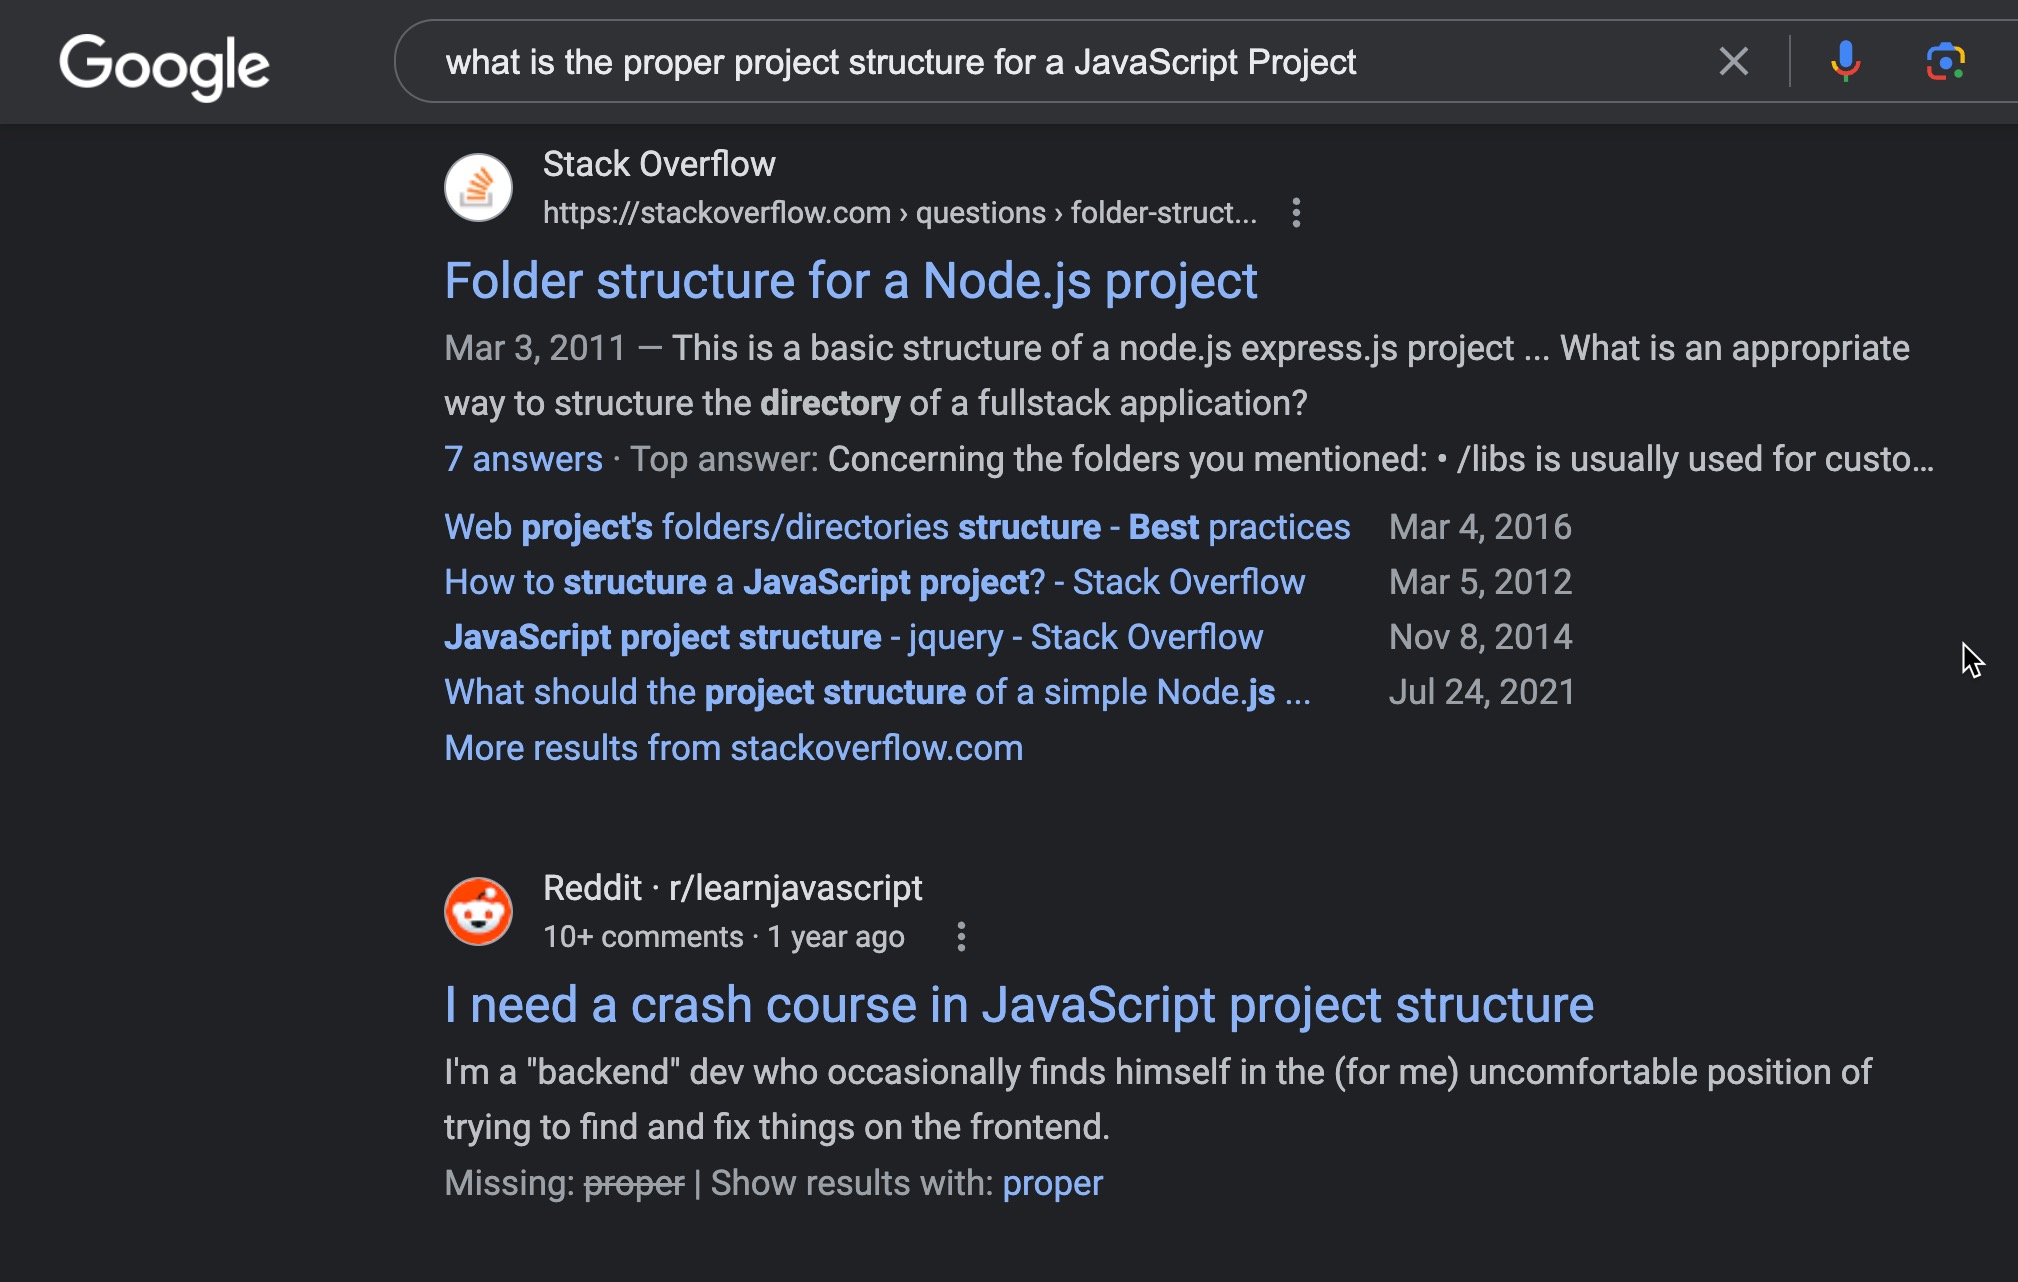 Google
what is the proper project structure for a JavaScript Project
Stack Overflow
https://stackoverflow.com › questions › folder-struct...
Folder structure for a Node.js project
Mar 3, 2011 — This is a basic structure of a node.js express.js project ... What is an appropriate
way to structure the directory of a fullstack application?
7 answers · Top answer: Concerning the folders you mentioned: • /libs is usually used for custo...
Web project's folders/directories structure - Best practices Mar 4, 2016
How to structure a JavaScript project? - Stack Overflow Mar 5, 2012
JavaScript project structure - jquery - Stack Overflow Nov 8, 2014
What should the project structure of a simple Node.js ... Jul 24, 2021
More results from stackoverflow.com
Reddit · r/learnjavascript
10+ comments · 1 year ago
I need a crash course in JavaScript project structure
I'm a "backend" dev who occasionally finds himself in the (for me) uncomfortable position of
trying to find and fix things on the frontend.
Missing: proper | Show results with: proper